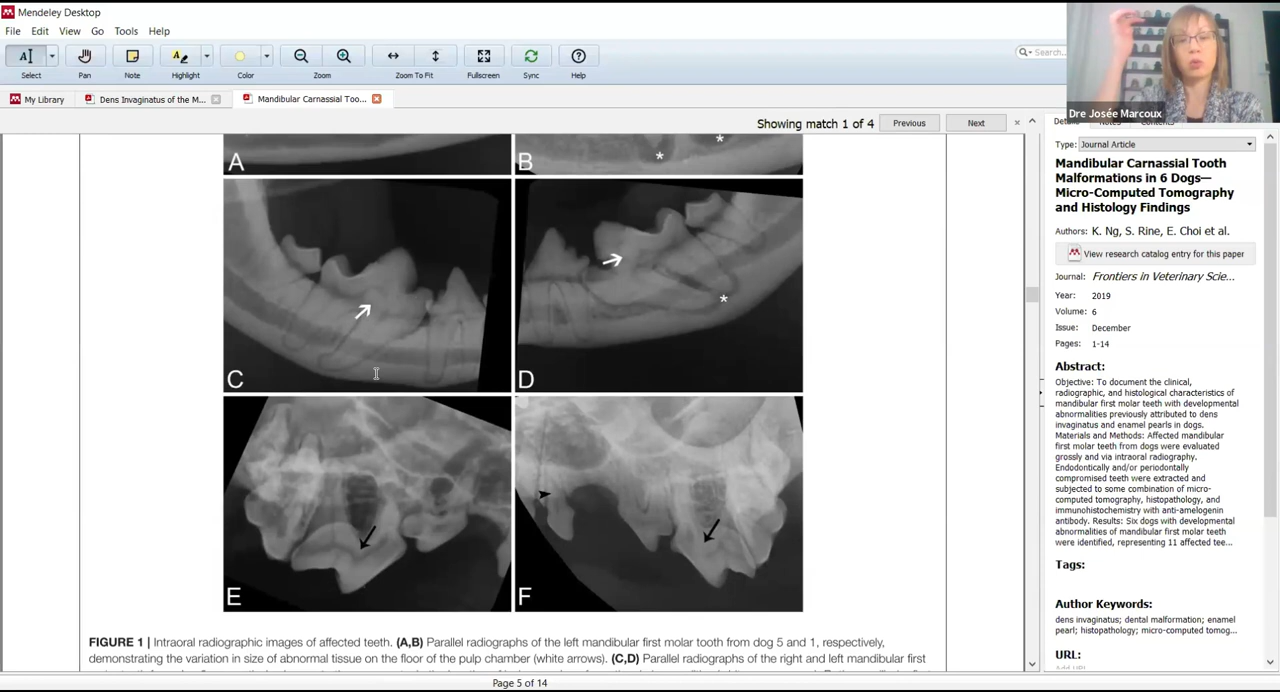 Mendeley Desktop
File Edit View Go Tools Help
Select Pan Note Highlight Color Zoom Zoom To Fit Fullscreen Sync Help
Search...
Dre Josée Marcoux
My Library
Dens Invaginatus of the M...
Mandibular Carnassial Too...
Showing match 1 of 4 Previous Next
A B
C D
E F
FIGURE 1 | Intraoral radiographic images of affected teeth. (A,B) Parallel radiographs of the left mandibular first molar tooth from dog 5 and 1, respectively,
demonstrating the variation in size of abnormal tissue on the floor of the pulp chamber (white arrows). (C,D) Parallel radiographs of the right and left mandibular first
Page 5 of 14
Type: Journal Article
Mandibular Carnassial Tooth
Malformations in 6 Dogs—
Micro-Computed Tomography
and Histology Findings
Authors: K. Ng, S. Rine, E. Choi et al.
View research catalog entry for this paper
Journal: Frontiers in Veterinary Scie...
Year: 2019
Volume: 6
Issue: December
Pages: 1-14
Abstract:
Objective: To document the clinical,
radiographic, and histological characteristics of
mandibular first molar teeth with developmental
abnormalities previously attributed to dens
invaginatus and enamel pearls in dogs.
Materials and Methods: Affected mandibular
first molar teeth from dogs were evaluated
grossly and via intraoral radiography.
Endodontically and/or periodontally
compromised teeth were extracted and
subjected to some combination of micro-
computed tomography, histopathology, and
immunohistochemistry with anti-amelogenin
antibody. Results: Six dogs with developmental
abnormalities of mandibular first molar teeth
were identified, representing 11 affected tee...
Tags:
Author Keywords:
dens invaginatus; dental malformation; enamel
pearl; histopathology; micro-computed tomog...
URL: